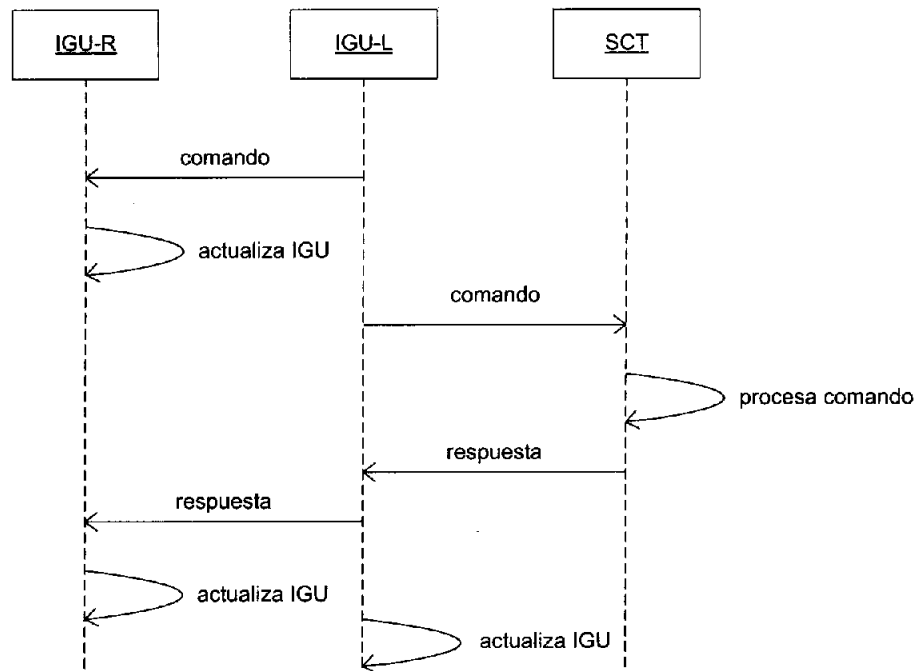 IGU-R
IGU-L
SCT
comando
actualiza IGU
comando
procesa comando
respuesta
respuesta
actualiza IGU
actualiza IGU